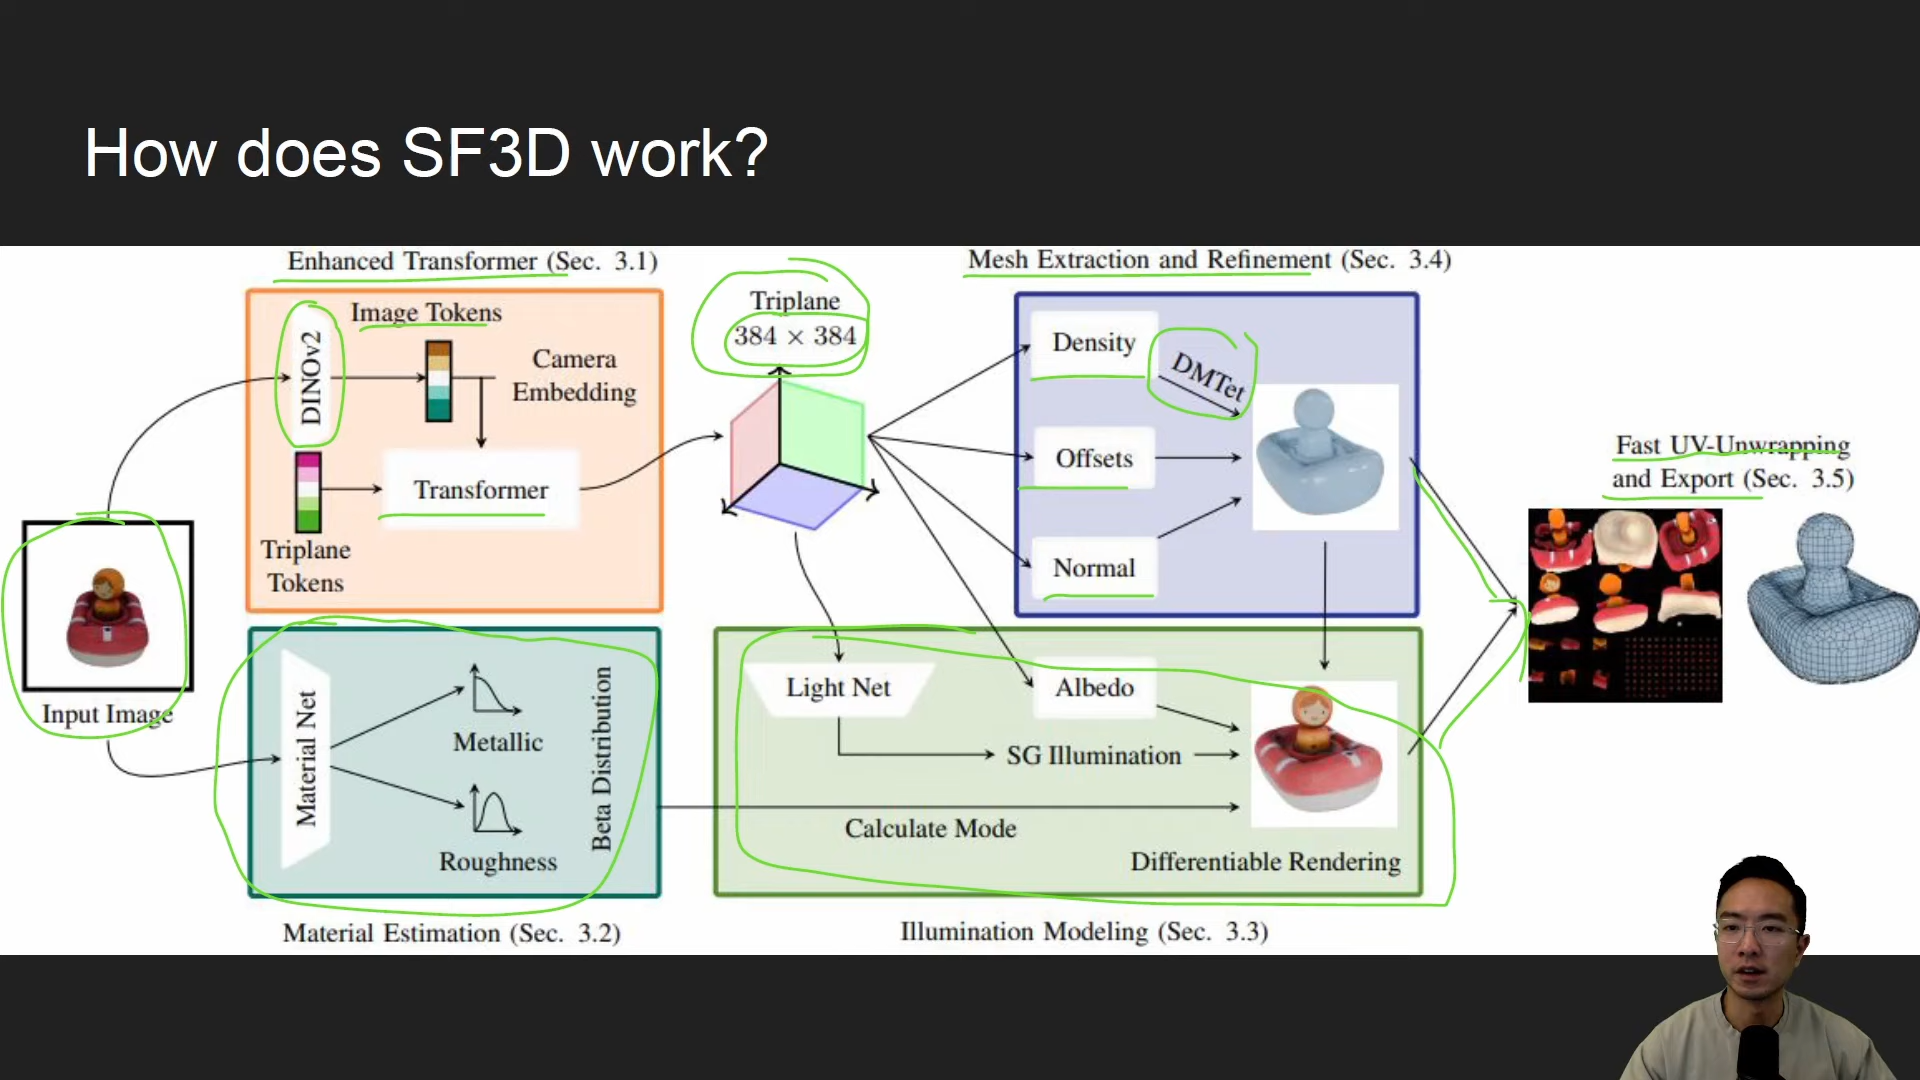 How does SF3D work?
Enhanced Transformer (Sec. 3.1)
DINOv2
Image Tokens
Camera
Embedding
Transformer
Triplane
Tokens
Input Image
Material Net
Metallic
Roughness
Beta Distribution
Material Estimation (Sec. 3.2)
Triplane
384 × 384
Mesh Extraction and Refinement (Sec. 3.4)
Density
DMTet
Offsets
Normal
Light Net
Albedo
SG Illumination
Calculate Mode
Differentiable Rendering
Illumination Modeling (Sec. 3.3)
Fast UV-Unwrapping
and Export (Sec. 3.5)